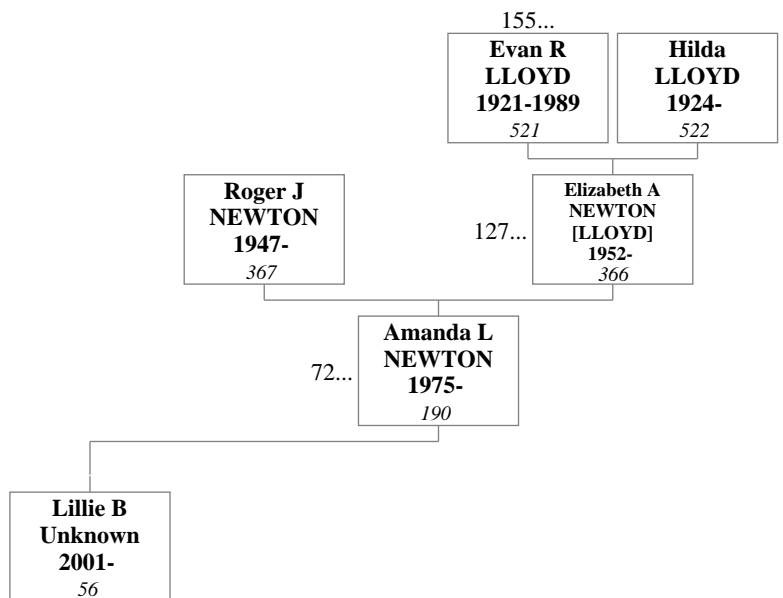 155...
Evan R
LLOYD
1921-1989
521
Hilda
LLOYD
1924-
522
Roger J
NEWTON
1947-
367
127...
Elizabeth A
NEWTON
[LLOYD]
1952-
366
72...
Amanda L
NEWTON
1975-
190
Lillie B
Unknown
2001-
56